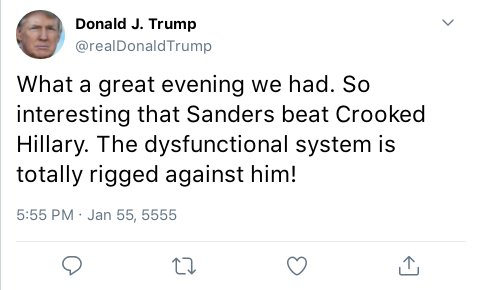 Donald J. Trump
@realDonaldTrump
What a great evening we had. So
interesting that Sanders beat Crooked
Hillary. The dysfunctional system is
totally rigged against him!
5:55 PM · Jan 55, 5555